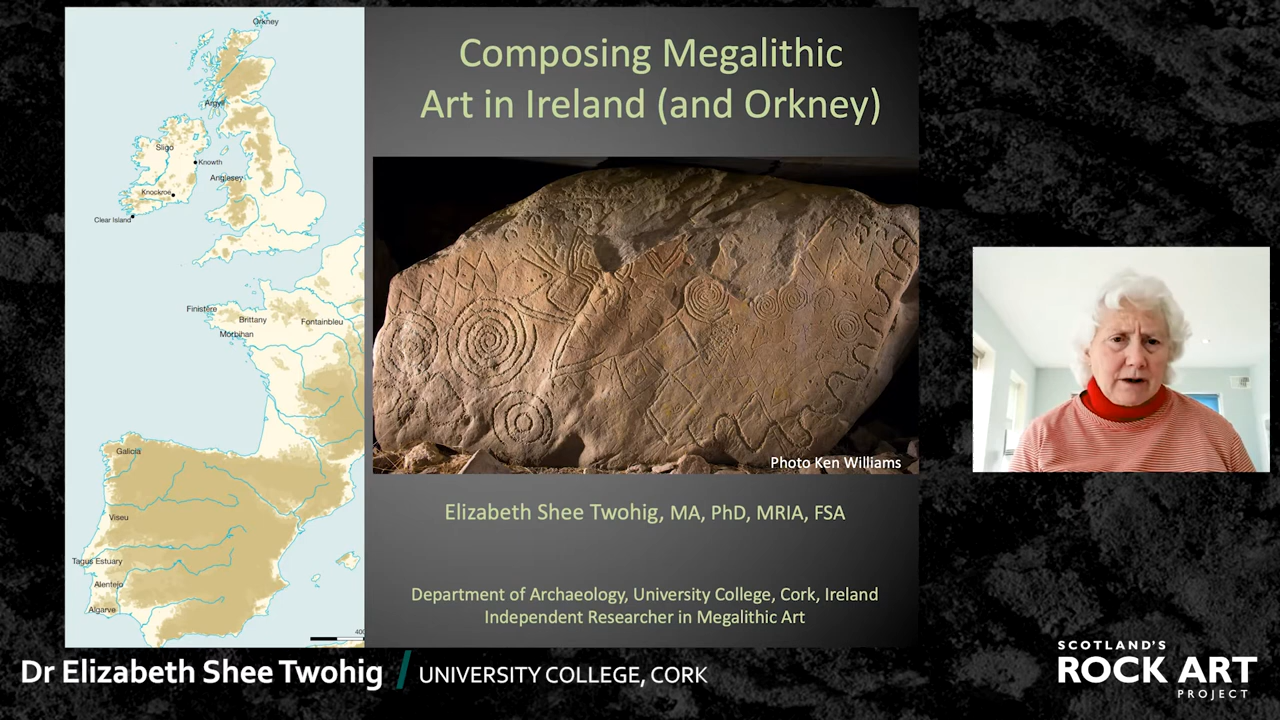 Orkney
Argyll
Sligo
Knowth
Anglesey
Knockroe
Clear Island
Finistère
Brittany
Fontainbleu
Morbihan
Galicia
Viseu
Tagus Estuary
Alentejo
Algarve
400
Composing Megalithic
Art in Ireland (and Orkney)
Photo Ken Williams
Elizabeth Shee Twohig, MA, PhD, MRIA, FSA
Department of Archaeology, University College, Cork, Ireland
Independent Researcher in Megalithic Art
Dr Elizabeth Shee Twohig / UNIVERSITY COLLEGE, CORK
SCOTLAND'S
ROCK ART
PROJECT